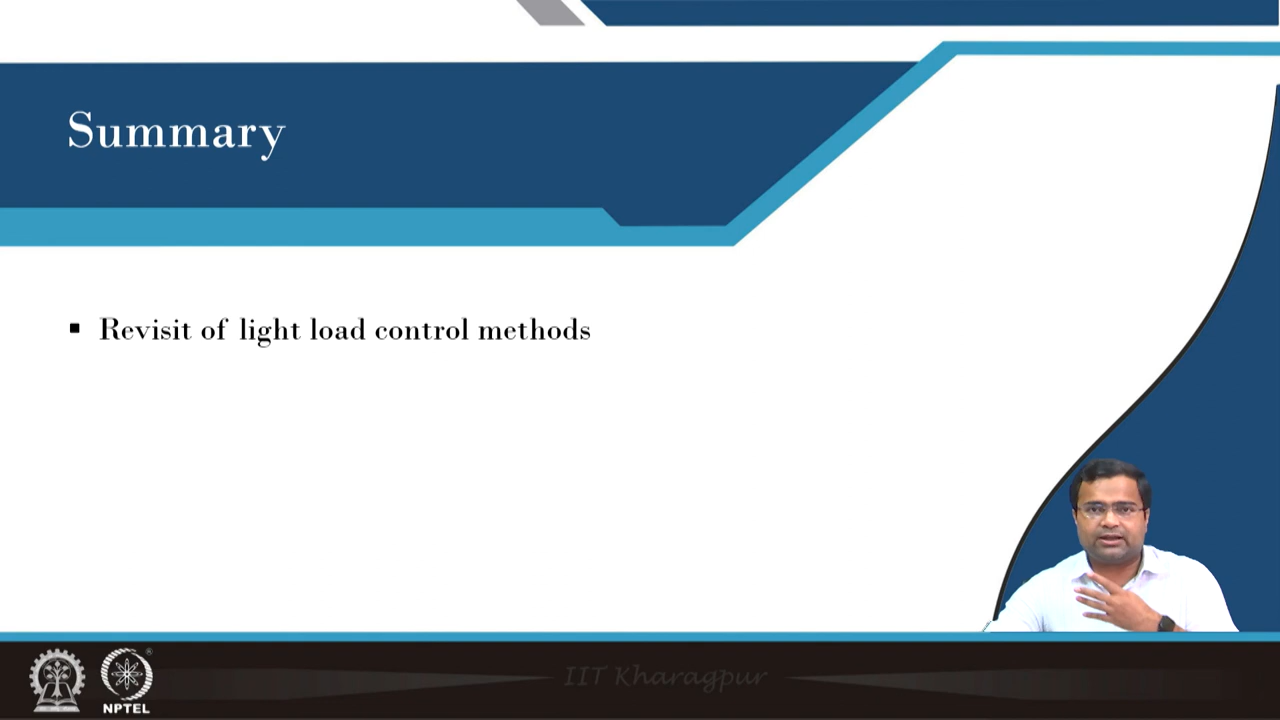 Summary
▪ Revisit of light load control methods
IIT Kharagpur
®
NPTEL